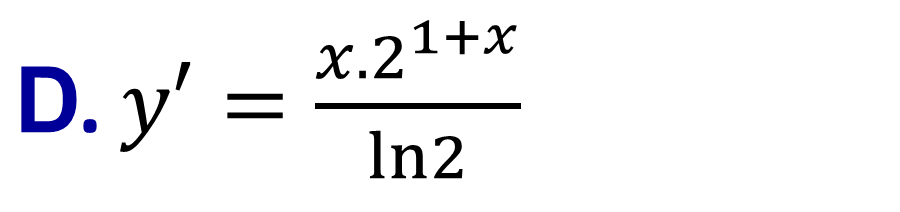 D. y′ = x.2^{1+x} / ln2